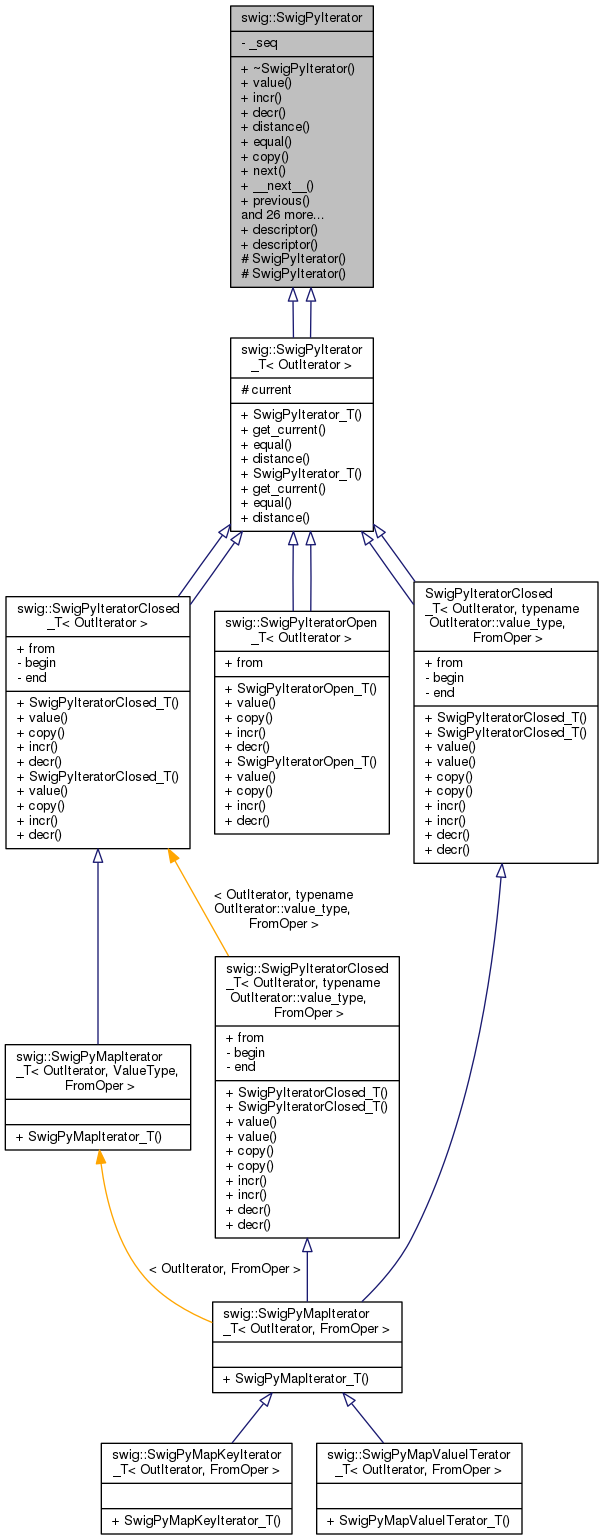 swig::SwigPyIterator
- _seq
+ ~SwigPyIterator()
+ value()
+ incr()
+ decr()
+ distance()
+ equal()
+ copy()
+ next()
+ __next__()
+ previous()
and 26 more...
+ descriptor()
+ descriptor()
# SwigPyIterator()
# SwigPyIterator()
swig::SwigPyIterator
_T< OutIterator >
# current
+ SwigPyIterator_T()
+ get_current()
+ equal()
+ distance()
+ SwigPyIterator_T()
+ get_current()
+ equal()
+ distance()
swig::SwigPyIteratorClosed
_T< OutIterator >
+ from
- begin
- end
+ SwigPyIteratorClosed_T()
+ value()
+ copy()
+ incr()
+ decr()
+ SwigPyIteratorClosed_T()
+ value()
+ copy()
+ incr()
+ decr()
swig::SwigPyIteratorOpen
_T< OutIterator >
+ from
+ SwigPyIteratorOpen_T()
+ value()
+ copy()
+ incr()
+ decr()
+ SwigPyIteratorOpen_T()
+ value()
+ copy()
+ incr()
+ decr()
SwigPyIteratorClosed
_T< OutIterator, typename
OutIterator::value_type,
FromOper >
+ from
- begin
- end
+ SwigPyIteratorClosed_T()
+ SwigPyIteratorClosed_T()
+ value()
+ value()
+ copy()
+ copy()
+ incr()
+ incr()
+ decr()
+ decr()
< OutIterator, typename
OutIterator::value_type,
FromOper >
swig::SwigPyIteratorClosed
_T< OutIterator, typename
OutIterator::value_type,
FromOper >
+ from
- begin
- end
+ SwigPyIteratorClosed_T()
+ SwigPyIteratorClosed_T()
+ value()
+ value()
+ copy()
+ copy()
+ incr()
+ incr()
+ decr()
+ decr()
swig::SwigPyMapIterator
_T< OutIterator, ValueType,
FromOper >
+ SwigPyMapIterator_T()
< OutIterator, FromOper >
swig::SwigPyMapIterator
_T< OutIterator, FromOper >
+ SwigPyMapIterator_T()
swig::SwigPyMapKeyIterator
_T< OutIterator, FromOper >
+ SwigPyMapKeyIterator_T()
swig::SwigPyMapValueITerator
_T< OutIterator, FromOper >
+ SwigPyMapValueITerator_T()